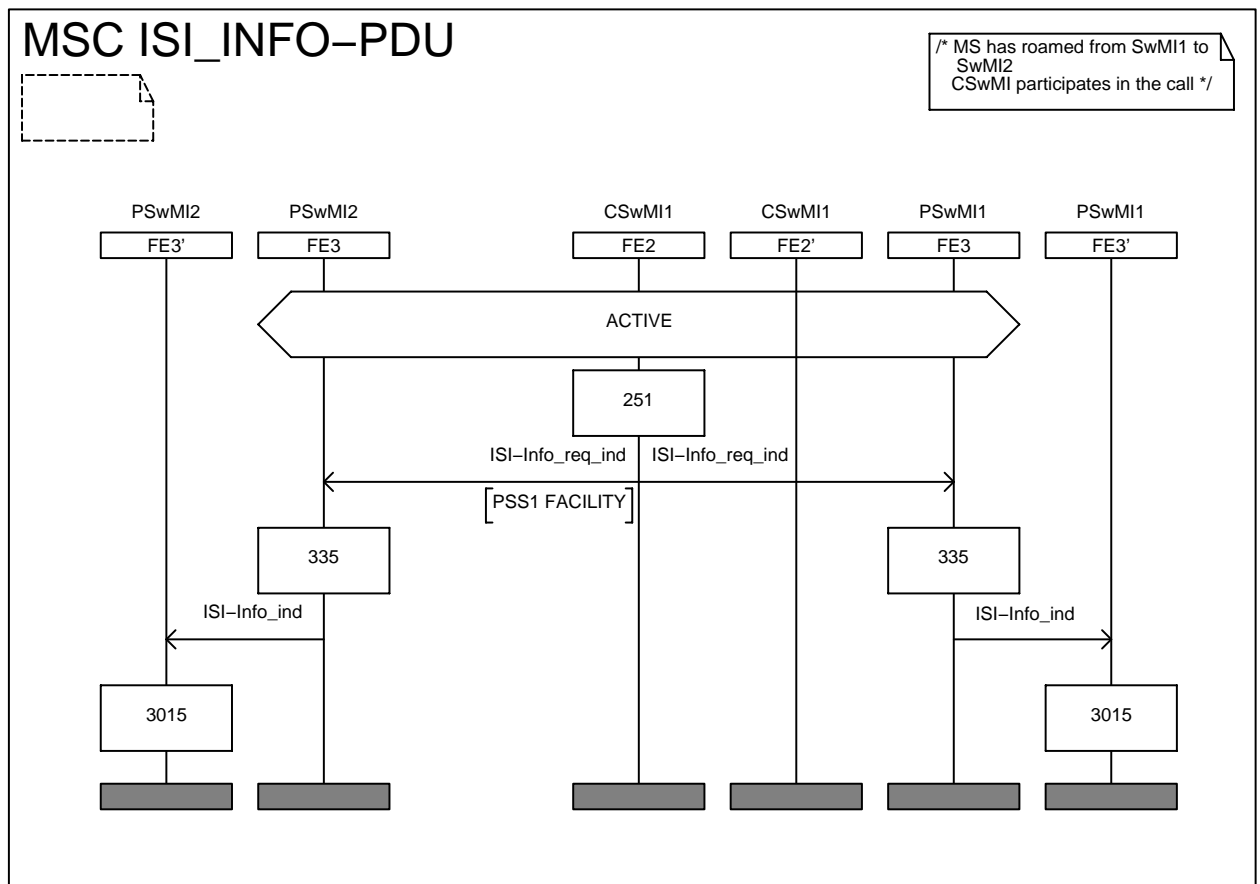 MSC ISI_INFO–PDU
/* MS has roamed from SwMI1 to
SwMI2
CSwMI participates in the call */
PSwMI2 PSwMI2 CSwMI1 CSwMI1 PSwMI1 PSwMI1
FE3' FE3 FE2 FE2' FE3 FE3'
ACTIVE
251
ISI–Info_req_ind ISI–Info_req_ind
PSS1 FACILITY
335 335
ISI–Info_ind ISI–Info_ind
3015 3015